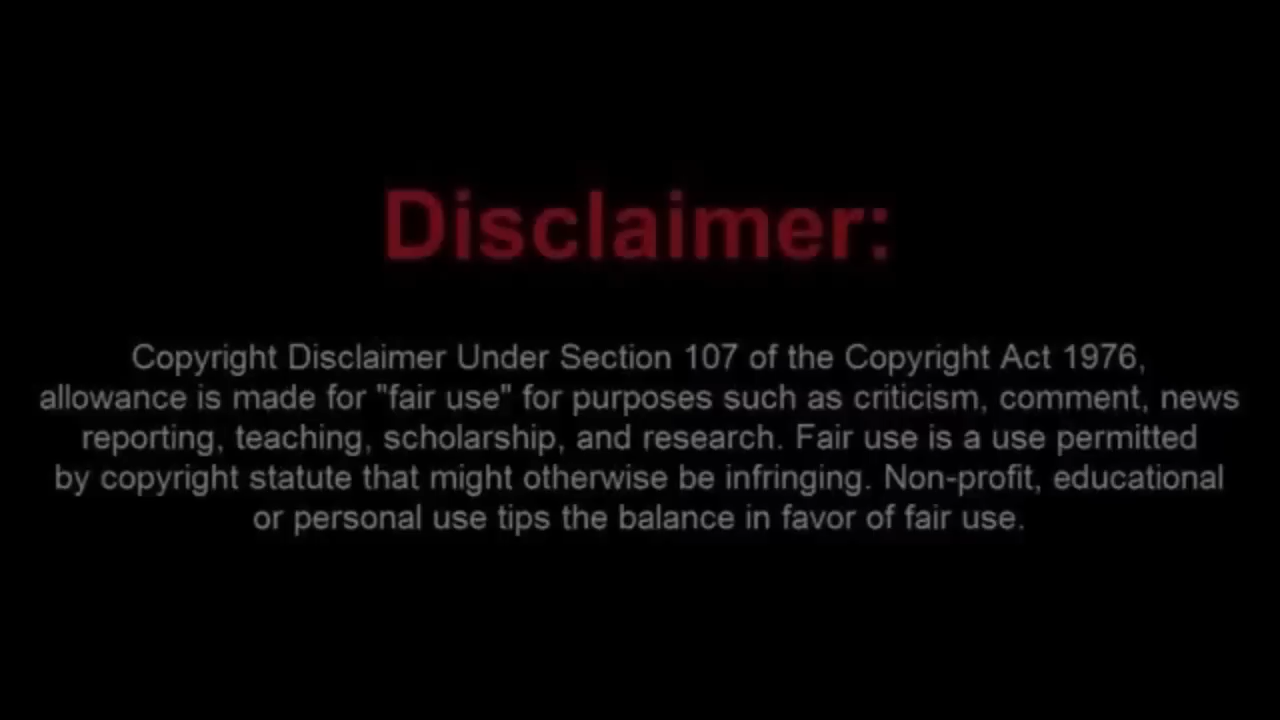 Disclaimer:
Copyright Disclaimer Under Section 107 of the Copyright Act 1976,
allowance is made for "fair use" for purposes such as criticism, comment, news
reporting, teaching, scholarship, and research. Fair use is a use permitted
by copyright statute that might otherwise be infringing. Non-profit, educational
or personal use tips the balance in favor of fair use.